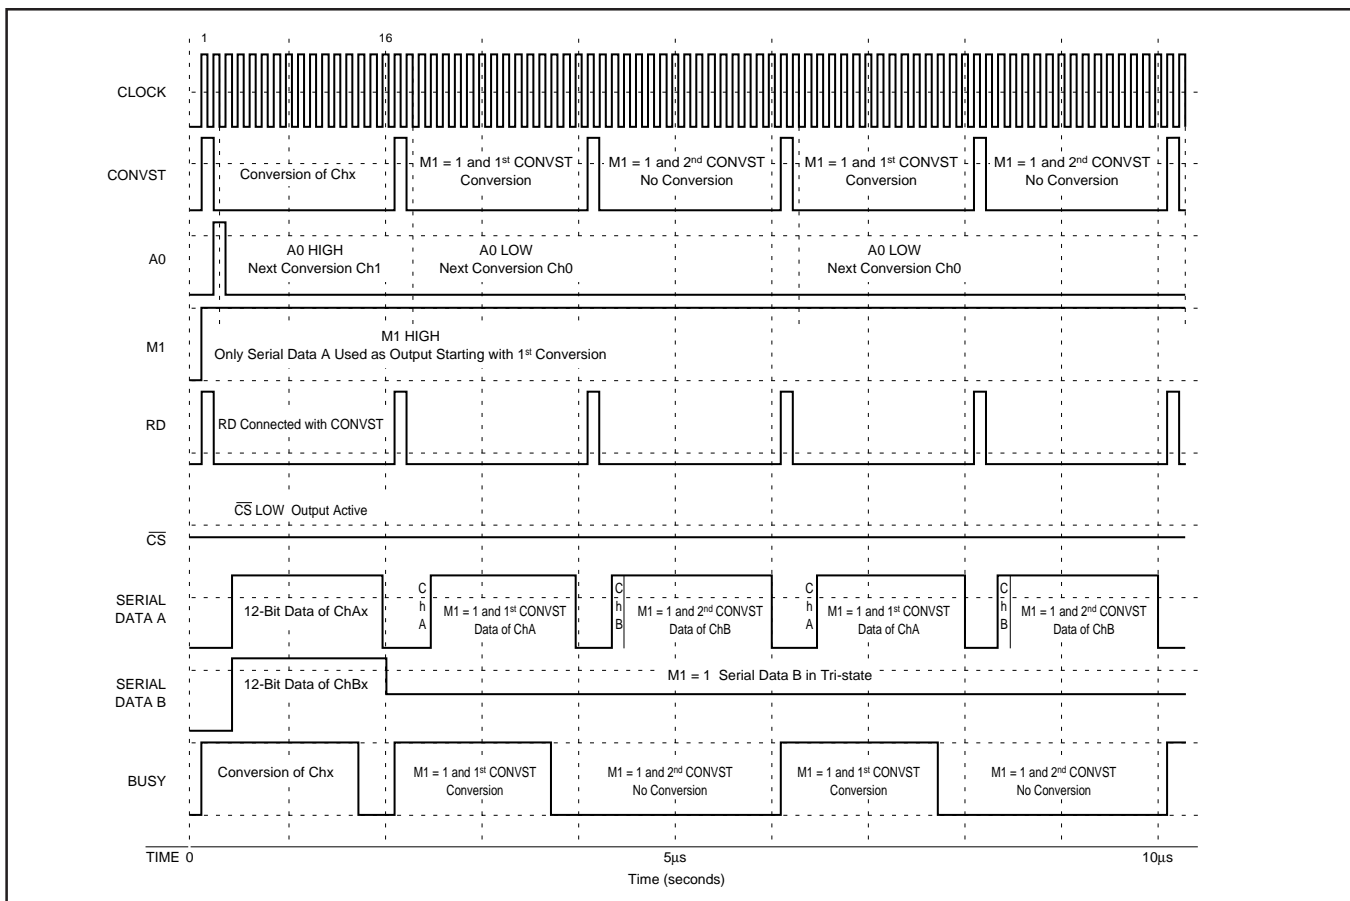 1 16
CLOCK
CONVST
Conversion of Chx
M1 = 1 and 1st CONVST
Conversion
M1 = 1 and 2nd CONVST
No Conversion
M1 = 1 and 1st CONVST
Conversion
M1 = 1 and 2nd CONVST
No Conversion
A0
A0 HIGH
Next Conversion Ch1
A0 LOW
Next Conversion Ch0
A0 LOW
Next Conversion Ch0
M1
M1 HIGH
Only Serial Data A Used as Output Starting with 1st Conversion
RD
RD Connected with CONVST
CS LOW Output Active
CS
SERIAL
DATA A
12-Bit Data of ChAx
ChA
M1 = 1 and 1st CONVST
Data of ChA
ChB
M1 = 1 and 2nd CONVST
Data of ChB
ChA
M1 = 1 and 1st CONVST
Data of ChA
ChB
M1 = 1 and 2nd CONVST
Data of ChB
SERIAL
DATA B
12-Bit Data of ChBx
M1 = 1 Serial Data B in Tri-state
BUSY
Conversion of Chx
M1 = 1 and 1st CONVST
Conversion
M1 = 1 and 2nd CONVST
No Conversion
M1 = 1 and 1st CONVST
Conversion
M1 = 1 and 2nd CONVST
No Conversion
TIME 0 5µs 10µs
Time (seconds)